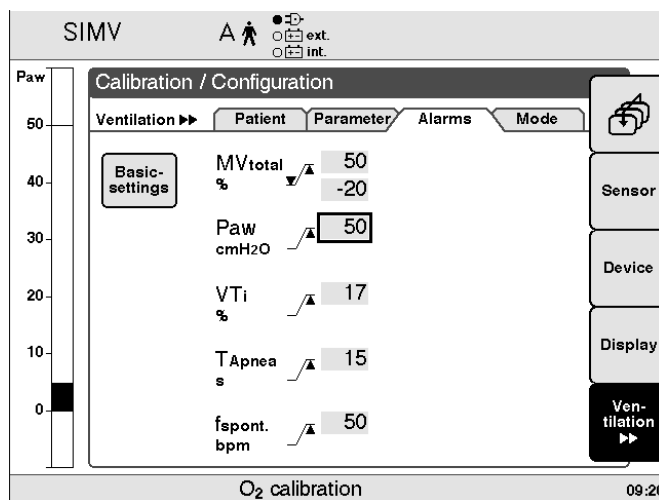 SIMV
A
ext.
int.
Paw
50
40
30
20
10
0
Calibration / Configuration
Ventilation ▶▶
Patient
Parameter
Alarms
Mode
Basic-
settings
MVtotal
%
50
-20
Paw
cmH2O
50
VTi
%
17
TApnea
s
15
fspont.
bpm
50
Sensor
Device
Display
Ven-
tilation
▶▶
O₂ calibration